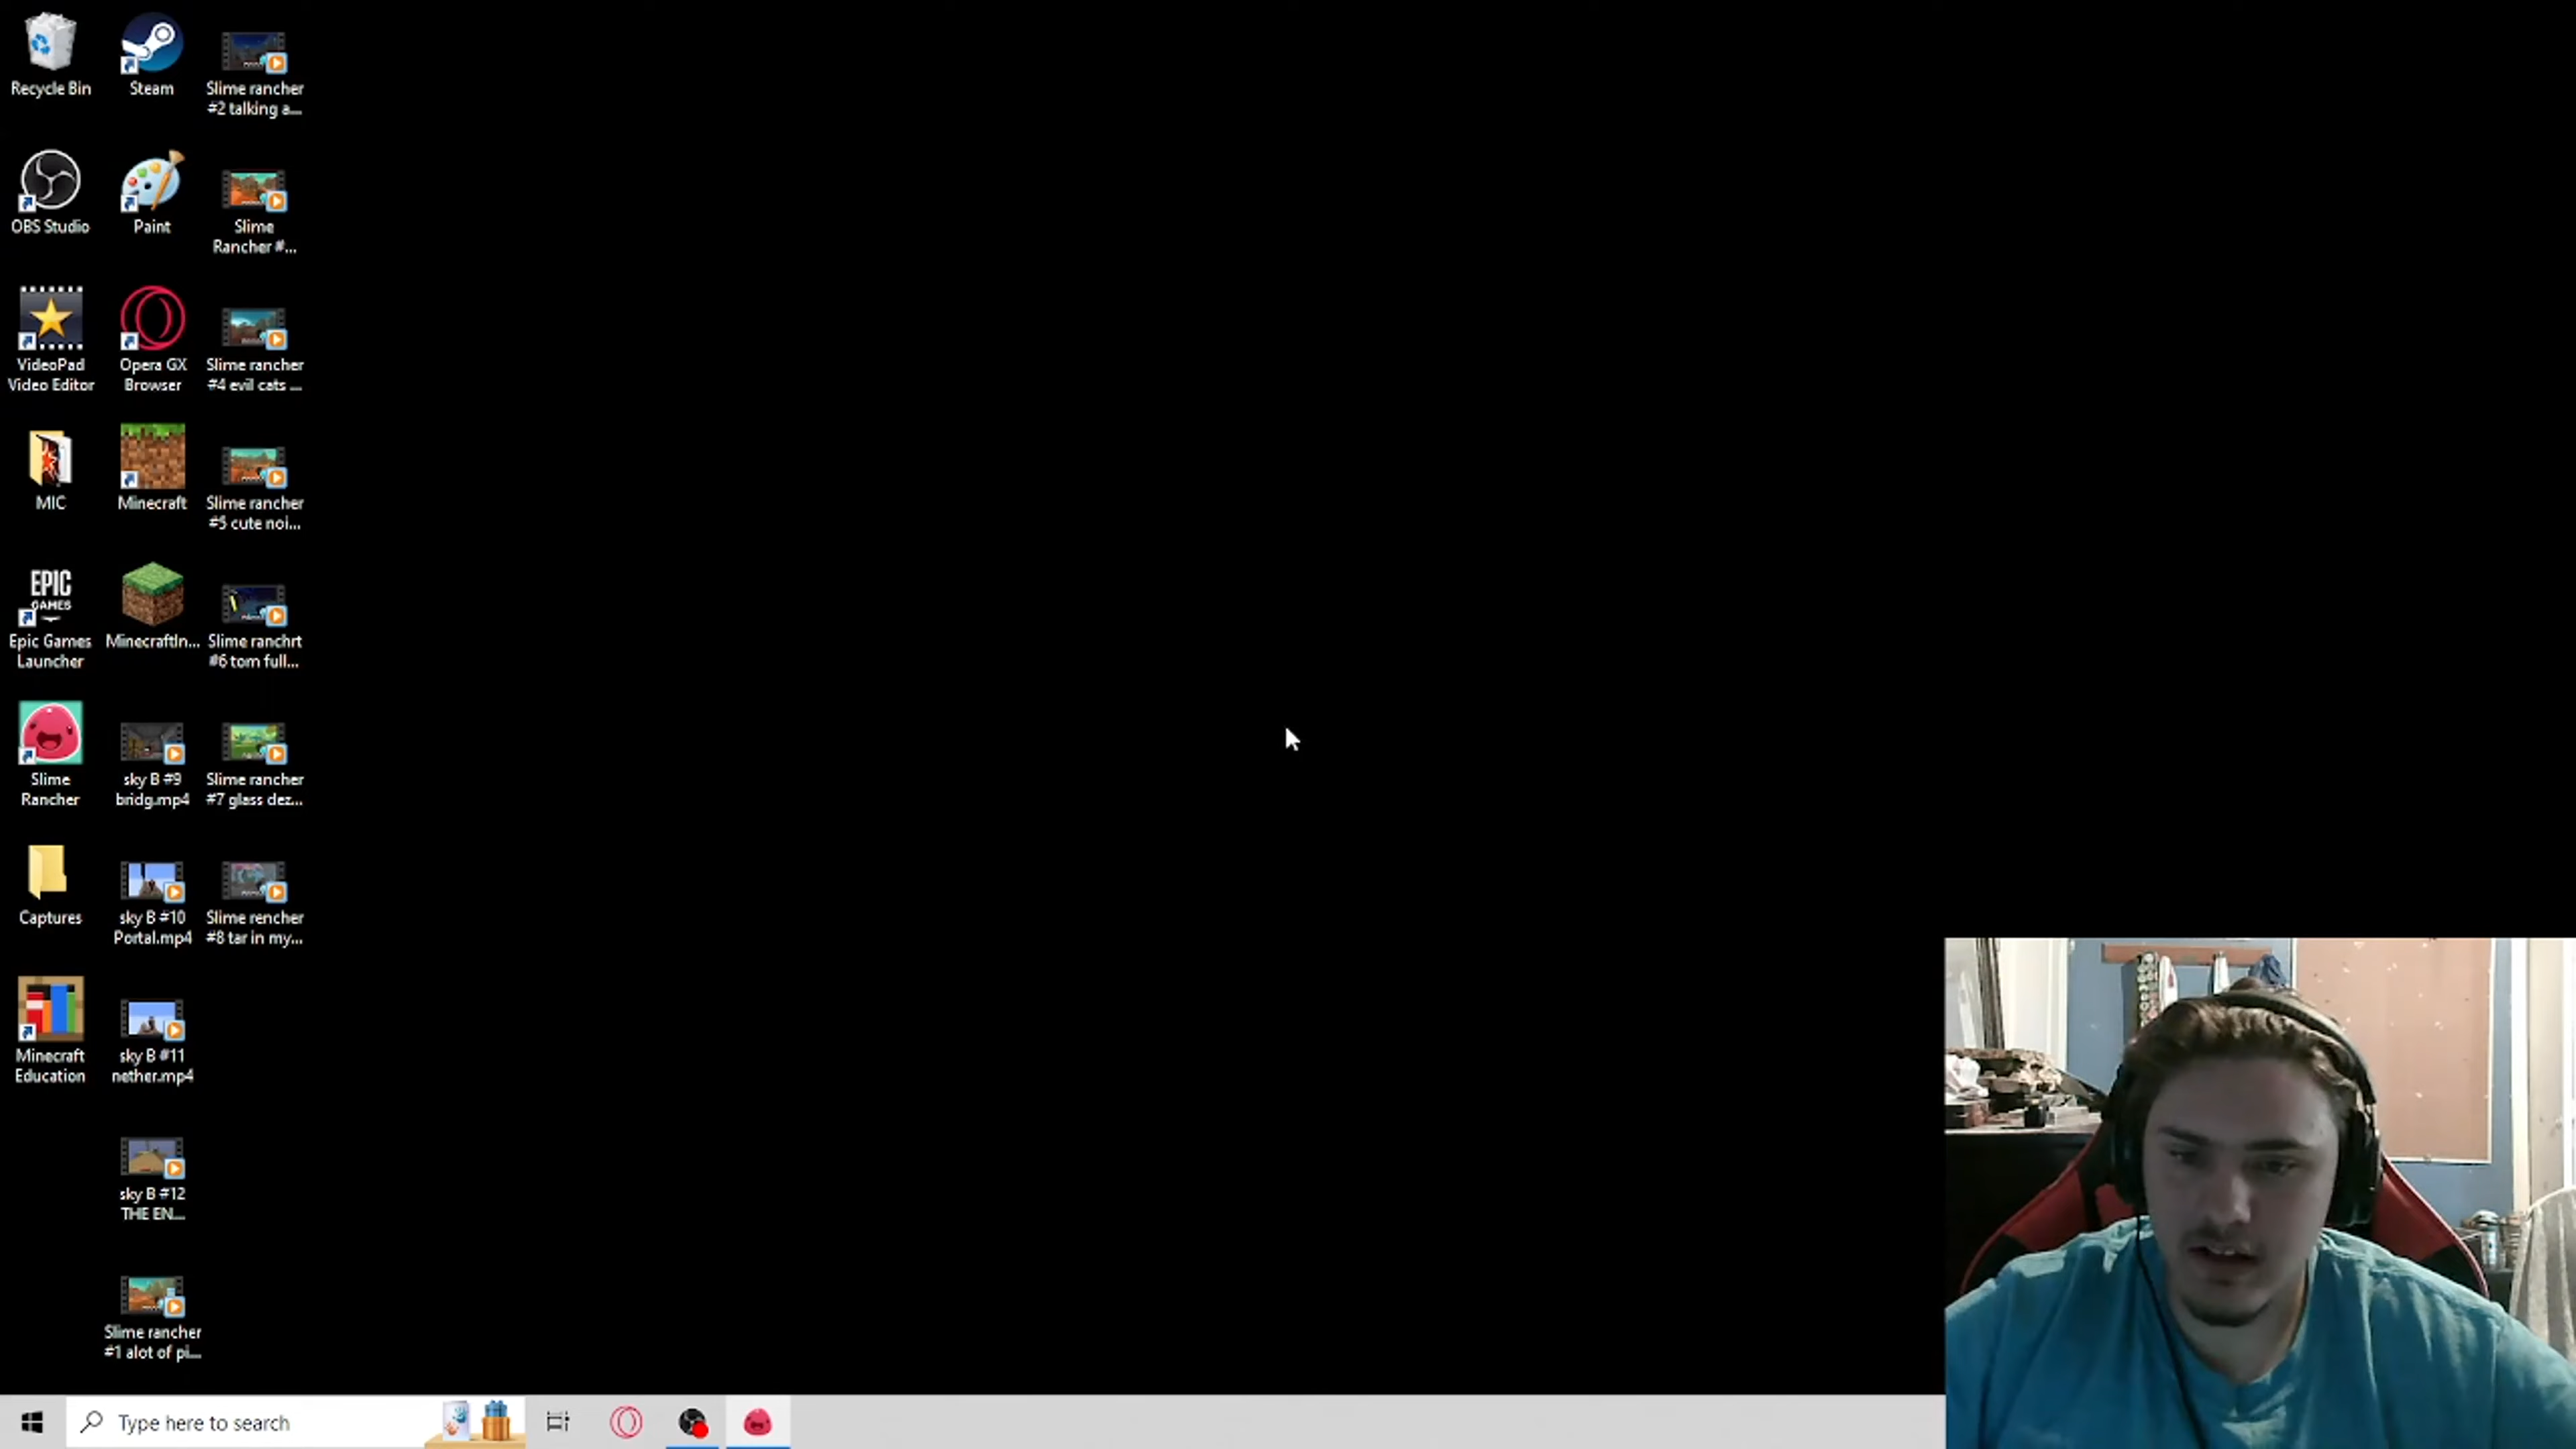 Recycle Bin
Steam
Slime rancher
#2 talking a...
OBS Studio
Paint
Slime
Rancher #...
VideoPad
Video Editor
Opera GX
Browser
Slime rancher
#4 evil cats ...
MIC
Minecraft
Slime rancher
#5 cute noi...
EPIC
GAMES
Epic Games
Launcher
MinecraftIn...
Slime ranchrt
#6 tom full...
Slime
Rancher
sky B #9
bridg.mp4
Slime rancher
#7 glass dez...
Captures
sky B #10
Portal.mp4
Slime rencher
#8 tar in my...
Minecraft
Education
sky B #11
nether.mp4
sky B #12
THE EN...
Slime rancher
#1 alot of pi...
Type here to search